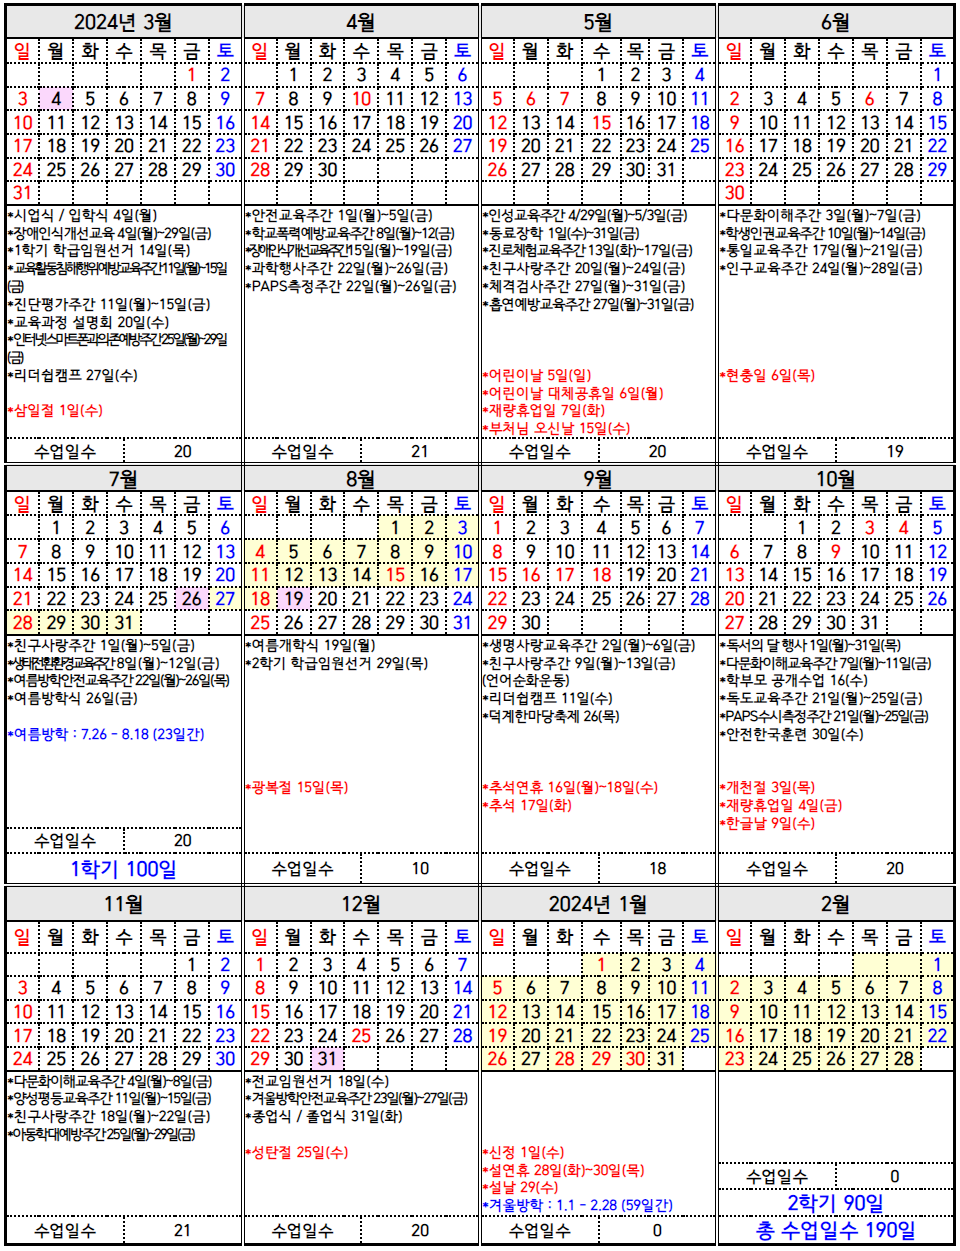 2024년 3월
일 월 화 수 목 금 토
1 2
3 4 5 6 7 8 9
10 11 12 13 14 15 16
17 18 19 20 21 22 23
24 25 26 27 28 29 30
31
*시업식 / 입학식 4일(월)
*장애인식개선교육 4일(월)~29일(금)
*1학기 학급임원선거 14일(목)
*교육활동침해행위예방교육주간11일(월)~15일
(금)
*진단평가주간 11일(월)~15일(금)
*교육과정 설명회 20일(수)
*인터넷스마트폰과의존예방주간25일(월)~29일
(금)
*리더쉽캠프 27일(수)
*삼일절 1일(수)
수업일수 20
4월
일 월 화 수 목 금 토
1 2 3 4 5 6
7 8 9 10 11 12 13
14 15 16 17 18 19 20
21 22 23 24 25 26 27
28 29 30
*안전교육주간 1일(월)~5일(금)
*학교폭력예방교육주간 8일(월)~12(금)
*장애인식개선교육주간15일(월)~19일(금)
*과학행사주간 22일(월)~26일(금)
*PAPS측정주간 22일(월)~26일(금)
수업일수 21
5월
일 월 화 수 목 금 토
1 2 3 4
5 6 7 8 9 10 11
12 13 14 15 16 17 18
19 20 21 22 23 24 25
26 27 28 29 30 31
*인성교육주간 4/29일(월)~5/3일(금)
*동료장학 1일(수)~31일(금)
*진로체험교육주간 13일(화)~17일(금)
*친구사랑주간 20일(월)~24일(금)
*체격검사주간 27일(월)~31일(금)
*흡연예방교육주간 27일(월)~31일(금)
*어린이날 5일(일)
*어린이날 대체공휴일 6일(월)
*재량휴업일 7일(화)
*부처님 오신날 15일(수)
수업일수 20
6월
일 월 화 수 목 금 토
1
2 3 4 5 6 7 8
9 10 11 12 13 14 15
16 17 18 19 20 21 22
23 24 25 26 27 28 29
30
*다문화이해주간 3일(월)~7일(금)
*학생인권교육주간 10일(월)~14일(금)
*통일교육주간 17일(월)~21일(금)
*인구교육주간 24일(월)~28일(금)
*현충일 6일(목)
수업일수 19
7월
일 월 화 수 목 금 토
1 2 3 4 5 6
7 8 9 10 11 12 13
14 15 16 17 18 19 20
21 22 23 24 25 26 27
28 29 30 31
*친구사랑주간 1일(월)~5일(금)
*생태전환환경교육주간 8일(월)~12일(금)
*여름방학안전교육주간 22일(월)~26일(목)
*여름방학식 26일(금)
*여름방학 : 7.26 - 8.18 (23일간)
수업일수 20
1학기 100일
8월
일 월 화 수 목 금 토
1 2 3
4 5 6 7 8 9 10
11 12 13 14 15 16 17
18 19 20 21 22 23 24
25 26 27 28 29 30 31
*여름개학식 19일(월)
*2학기 학급임원선거 29일(목)
*광복절 15일(목)
수업일수 10
9월
일 월 화 수 목 금 토
1 2 3 4 5 6 7
8 9 10 11 12 13 14
15 16 17 18 19 20 21
22 23 24 25 26 27 28
29 30
*생명사랑교육주간 2일(월)~6일(금)
*친구사랑주간 9일(월)~13일(금)
(언어순화운동)
*리더쉽캠프 11일(수)
*덕계한마당축제 26(목)
*추석연휴 16일(월)~18일(수)
*추석 17일(화)
수업일수 18
10월
일 월 화 수 목 금 토
1 2 3 4 5
6 7 8 9 10 11 12
13 14 15 16 17 18 19
20 21 22 23 24 25 26
27 28 29 30 31
*독서의 달 행사 1일(월)~31일(목)
*다문화이해교육주간 7일(월)~11일(금)
*학부모 공개수업 16(수)
*독도교육주간 21일(월)~25일(금)
*PAPS수시측정주간 21일(월)~25일(금)
*안전한국훈련 30일(수)
*개천절 3일(목)
*재량휴업일 4일(금)
*한글날 9일(수)
수업일수 20
11월
일 월 화 수 목 금 토
1 2
3 4 5 6 7 8 9
10 11 12 13 14 15 16
17 18 19 20 21 22 23
24 25 26 27 28 29 30
*다문화이해교육주간 4일(월)~8일(금)
*양성평등교육주간 11일(월)~15일(금)
*친구사랑주간 18일(월)~22일(금)
*아동학대예방주간25일(월)~29일(금)
수업일수 21
12월
일 월 화 수 목 금 토
1 2 3 4 5 6 7
8 9 10 11 12 13 14
15 16 17 18 19 20 21
22 23 24 25 26 27 28
29 30 31
*전교임원선거 18일(수)
*겨울방학안전교육주간 23일(월)~27일(금)
*종업식 / 졸업식 31일(화)
*성탄절 25일(수)
수업일수 20
2024년 1월
일 월 화 수 목 금 토
1 2 3 4
5 6 7 8 9 10 11
12 13 14 15 16 17 18
19 20 21 22 23 24 25
26 27 28 29 30 31
*신정 1일(수)
*설연휴 28일(화)~30일(목)
*설날 29(수)
*겨울방학 : 1.1 - 2.28 (59일간)
수업일수 0
2월
일 월 화 수 목 금 토
1
2 3 4 5 6 7 8
9 10 11 12 13 14 15
16 17 18 19 20 21 22
23 24 25 26 27 28
수업일수 0
2학기 90일
총 수업일수 190일